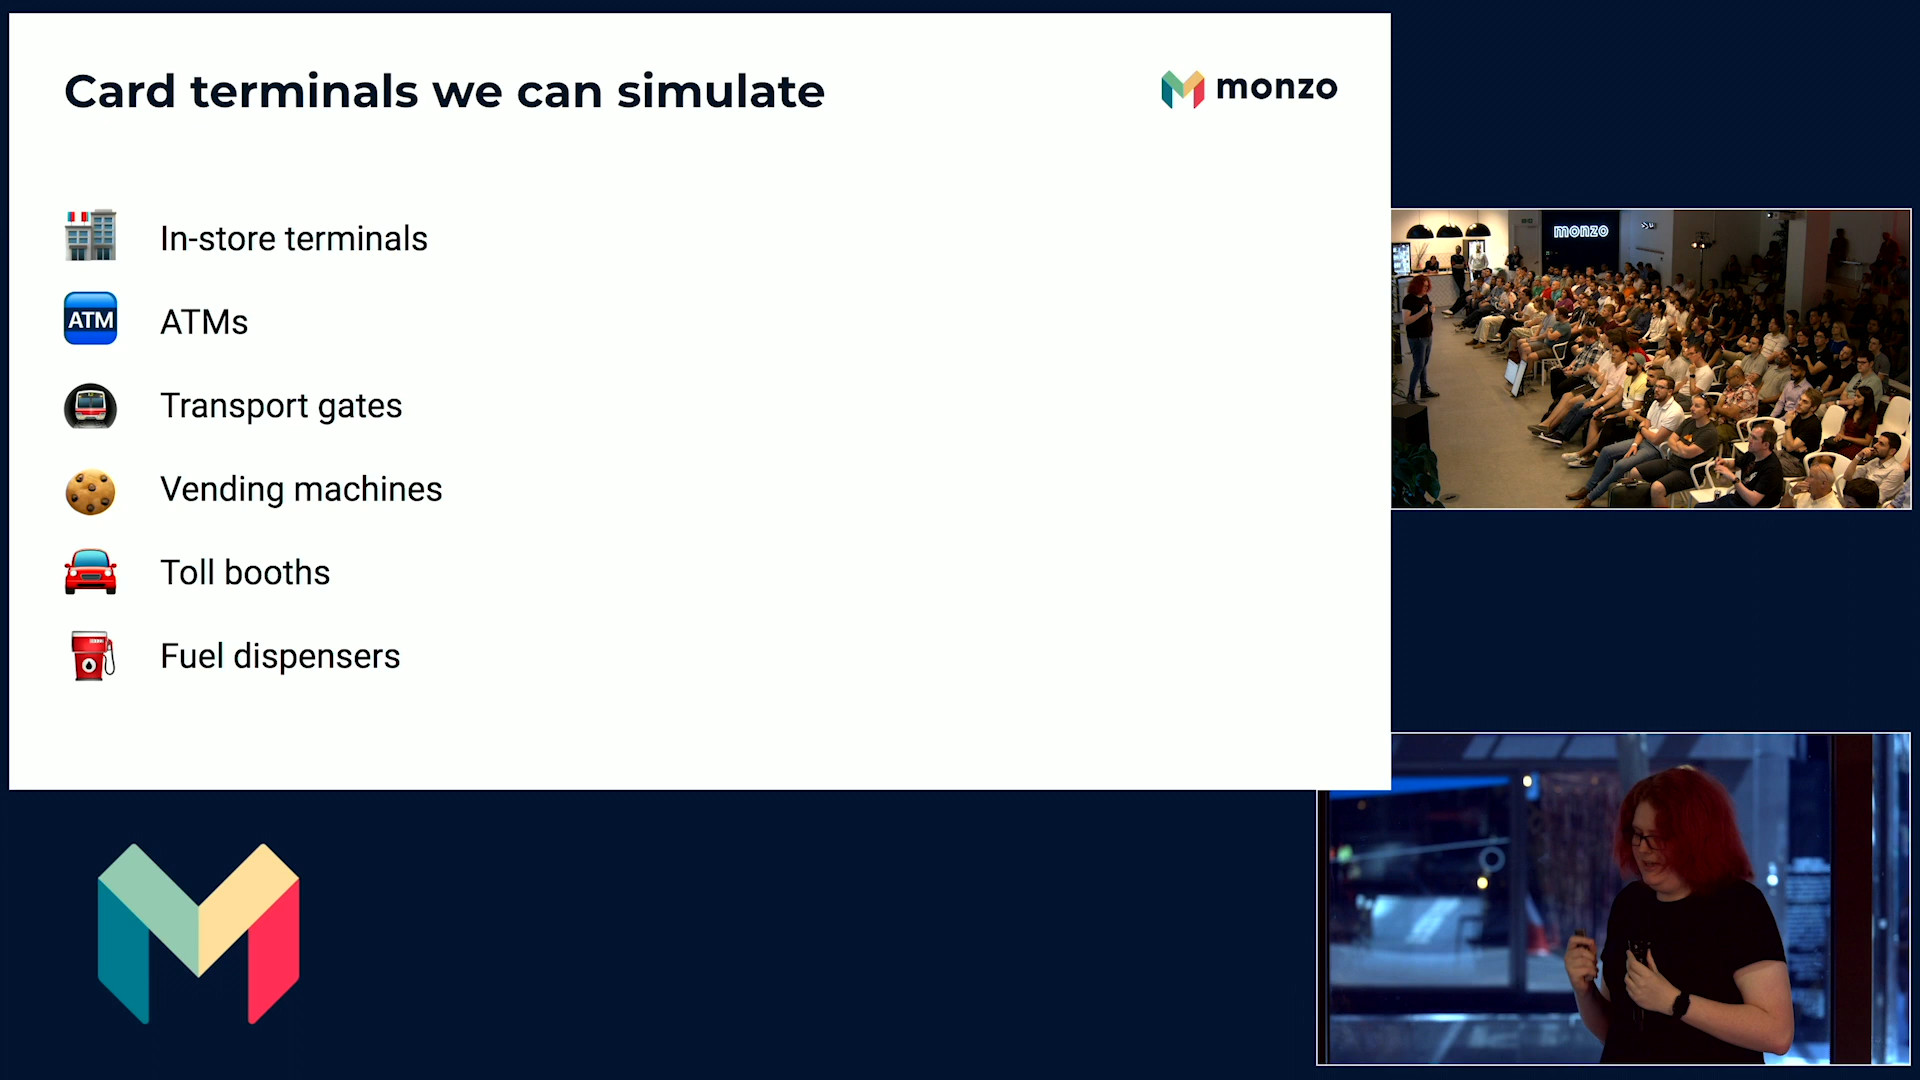 Card terminals we can simulate
monzo
In-store terminals
ATM
ATMs
Transport gates
Vending machines
Toll booths
Fuel dispensers
monzo